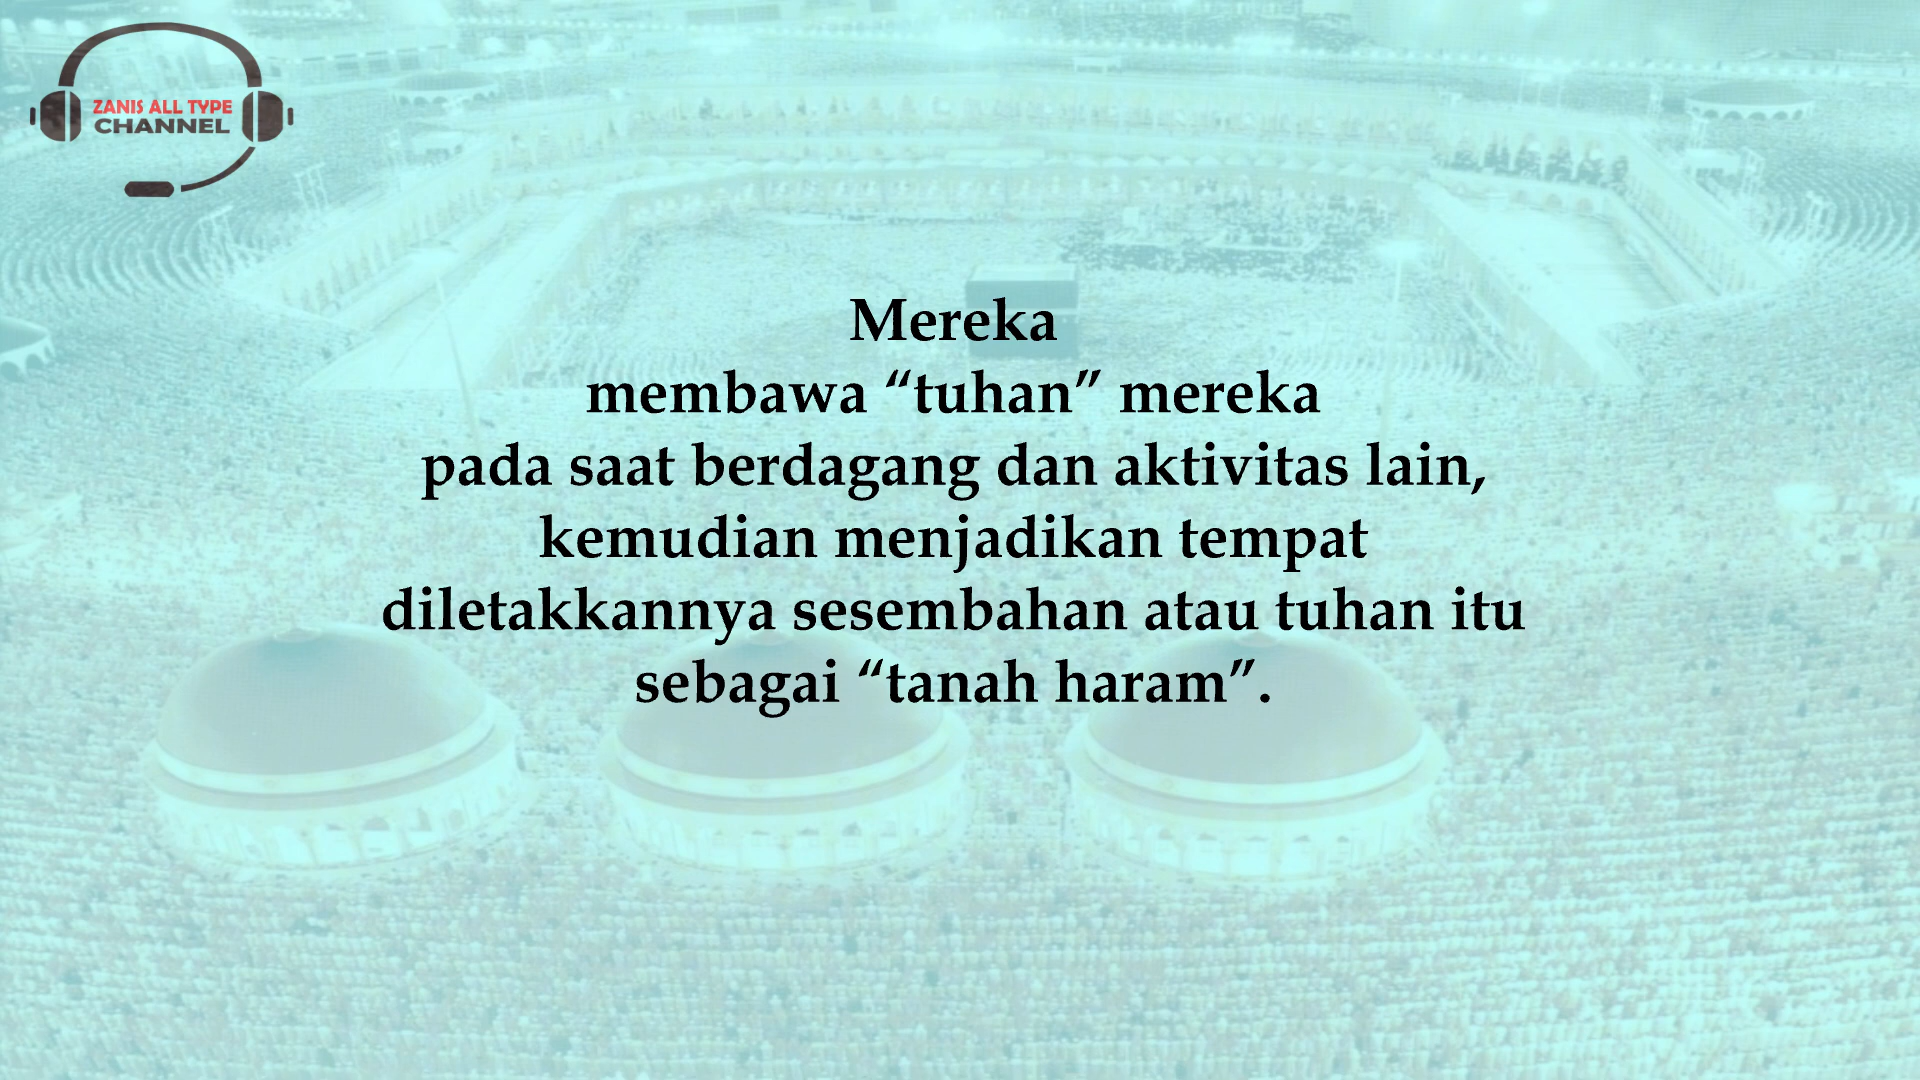 ZANIS ALL TYPE
CHANNEL
Mereka
membawa “tuhan” mereka
pada saat berdagang dan aktivitas lain,
kemudian menjadikan tempat
diletakkannya sesembahan atau tuhan itu
sebagai “tanah haram”.